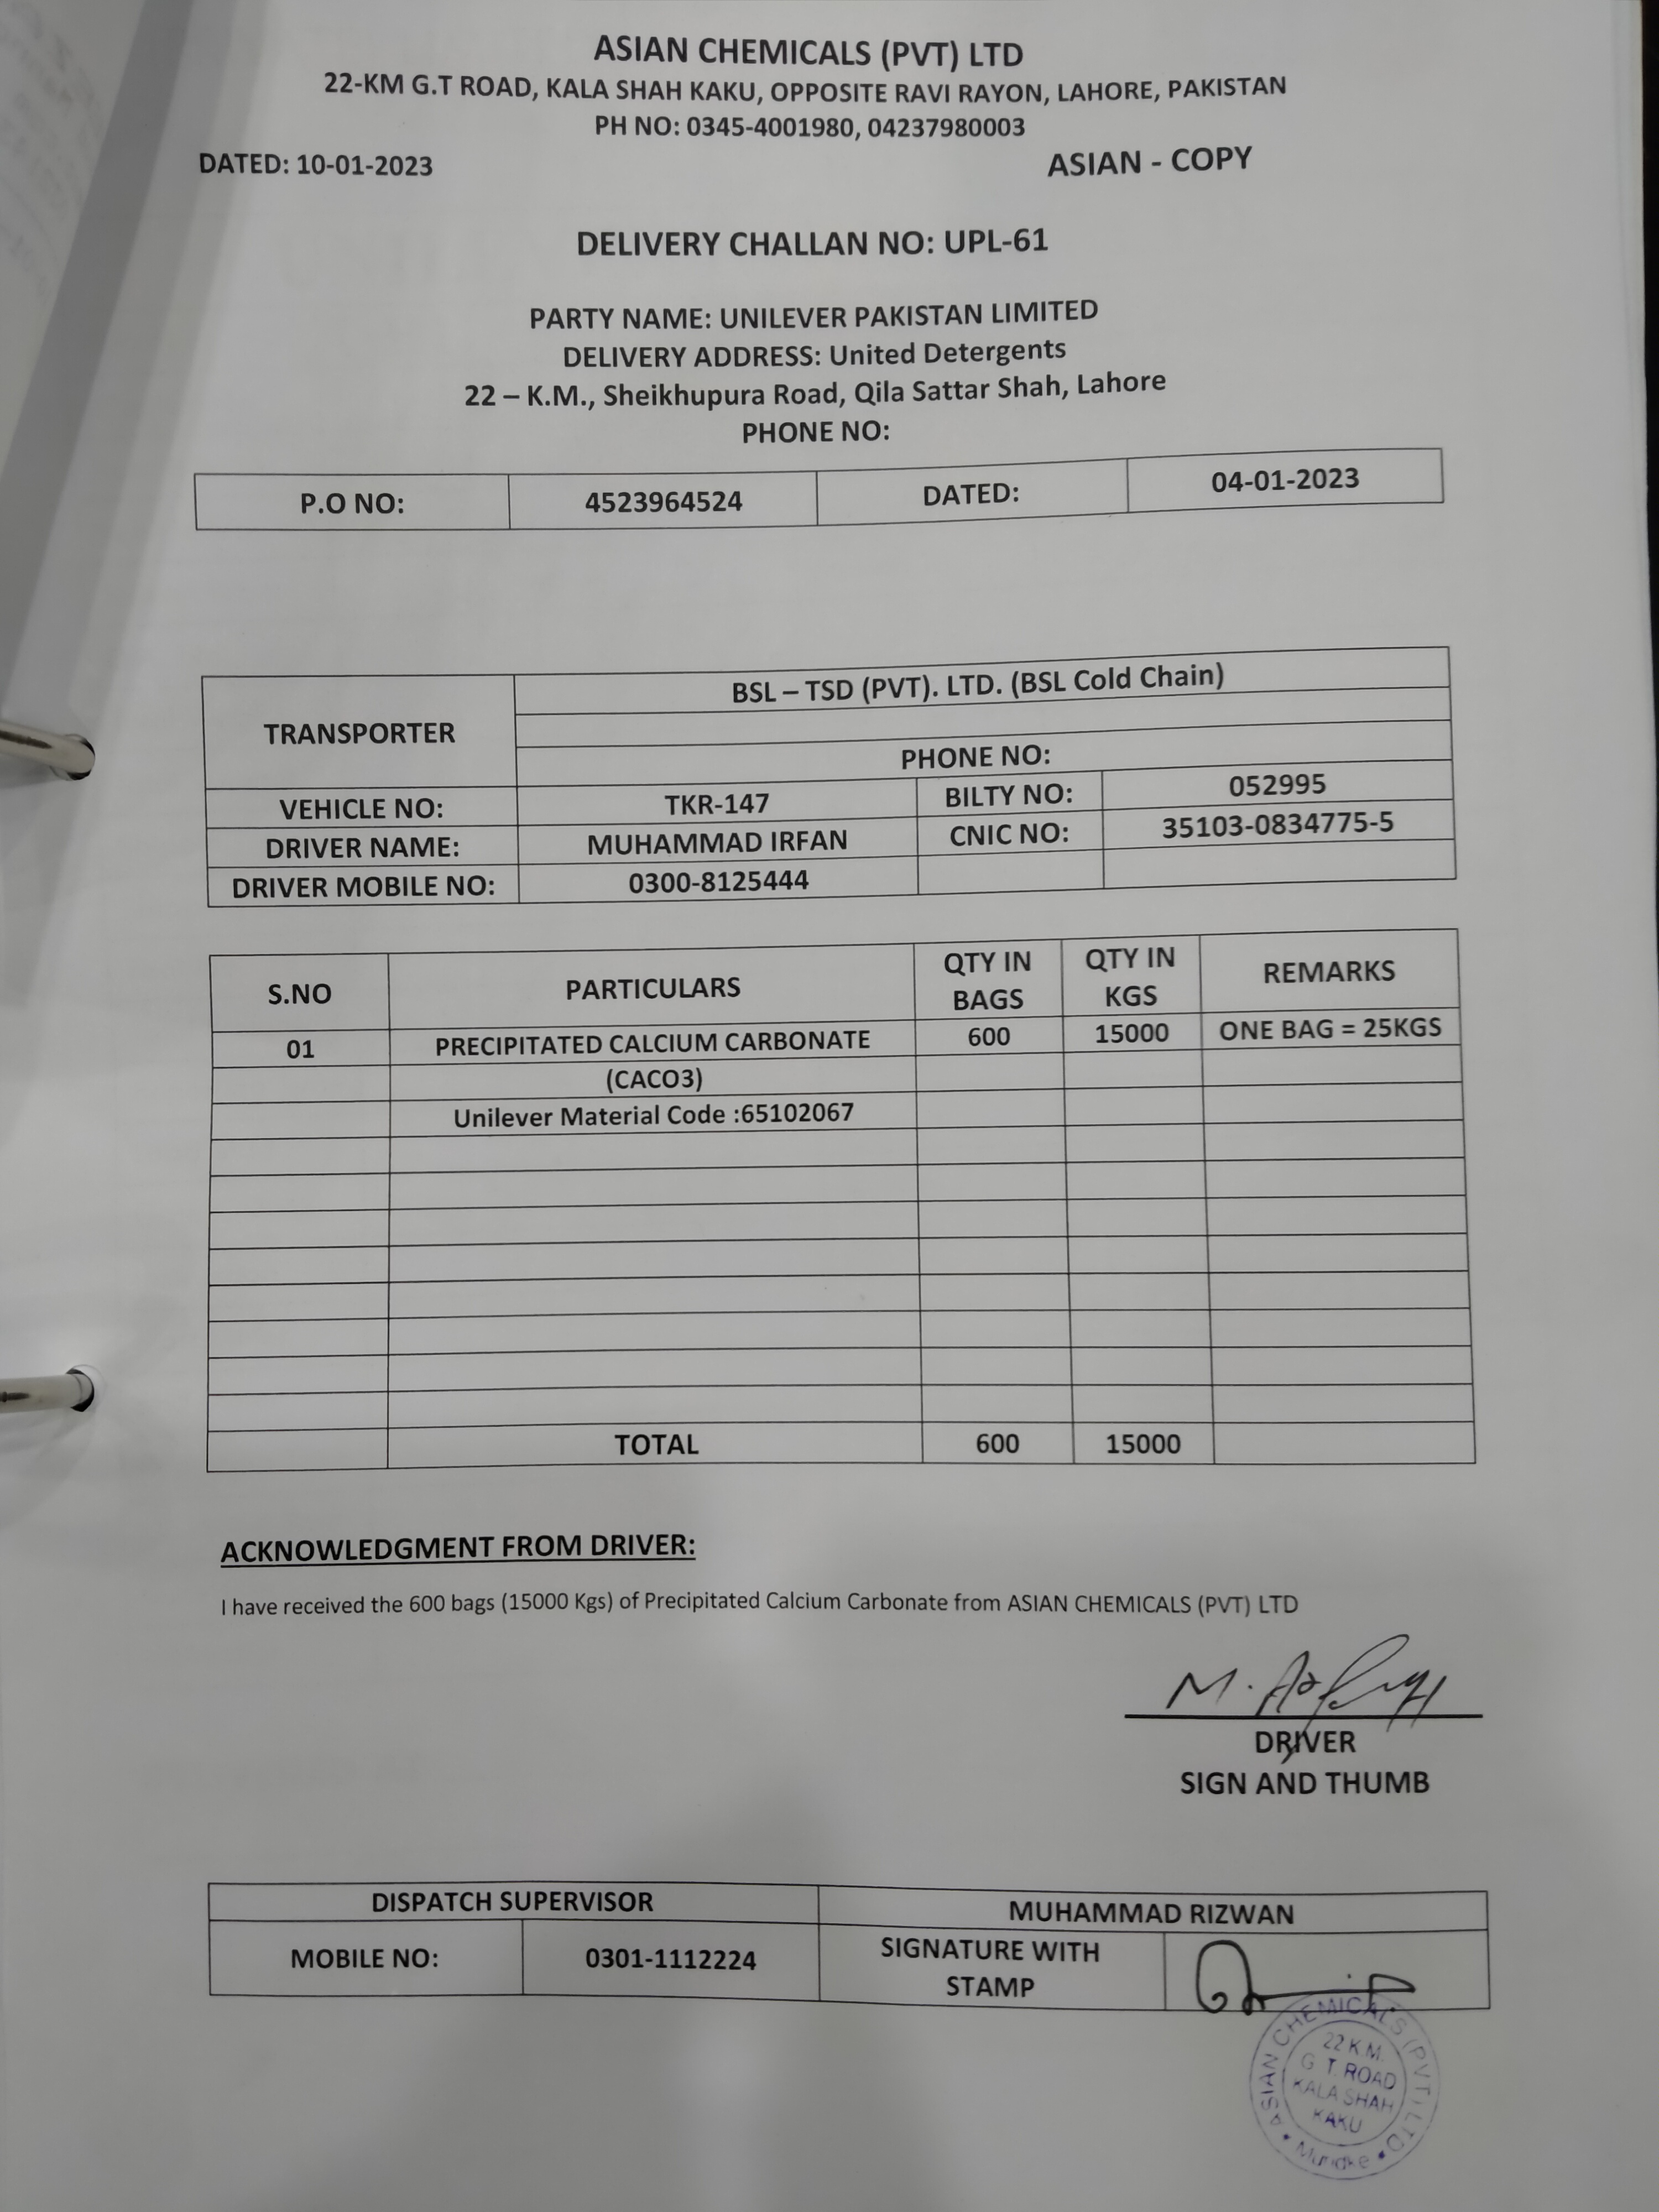 ASIAN CHEMICALS (PVT) LTD
22-KM G.T ROAD, KALA SHAH KAKU, OPPOSITE RAVI RAYON, LAHORE, PAKISTAN
PH NO: 0345-4001980, 04237980003
DATED: 10-01-2023 ASIAN - COPY
DELIVERY CHALLAN NO: UPL-61
PARTY NAME: UNILEVER PAKISTAN LIMITED
DELIVERY ADDRESS: United Detergents
22 – K.M., Sheikhupura Road, Qila Sattar Shah, Lahore
PHONE NO:
P.O NO: 4523964524 DATED: 04-01-2023
TRANSPORTER BSL – TSD (PVT). LTD. (BSL Cold Chain)
PHONE NO:
VEHICLE NO: TKR-147 BILTY NO: 052995
DRIVER NAME: MUHAMMAD IRFAN CNIC NO: 35103-0834775-5
DRIVER MOBILE NO: 0300-8125444
S.NO PARTICULARS QTY IN BAGS QTY IN KGS REMARKS
01 PRECIPITATED CALCIUM CARBONATE 600 15000 ONE BAG = 25KGS
(CACO3)
Unilever Material Code :65102067
TOTAL 600 15000
ACKNOWLEDGMENT FROM DRIVER:
I have received the 600 bags (15000 Kgs) of Precipitated Calcium Carbonate from ASIAN CHEMICALS (PVT) LTD
DRIVER
SIGN AND THUMB
DISPATCH SUPERVISOR MUHAMMAD RIZWAN
MOBILE NO: 0301-1112224 SIGNATURE WITH STAMP
ASIAN CHEMICALS (PVT) LTD
22 K.M.
G. T. ROAD
KALA SHAH
KAKU
Muridke